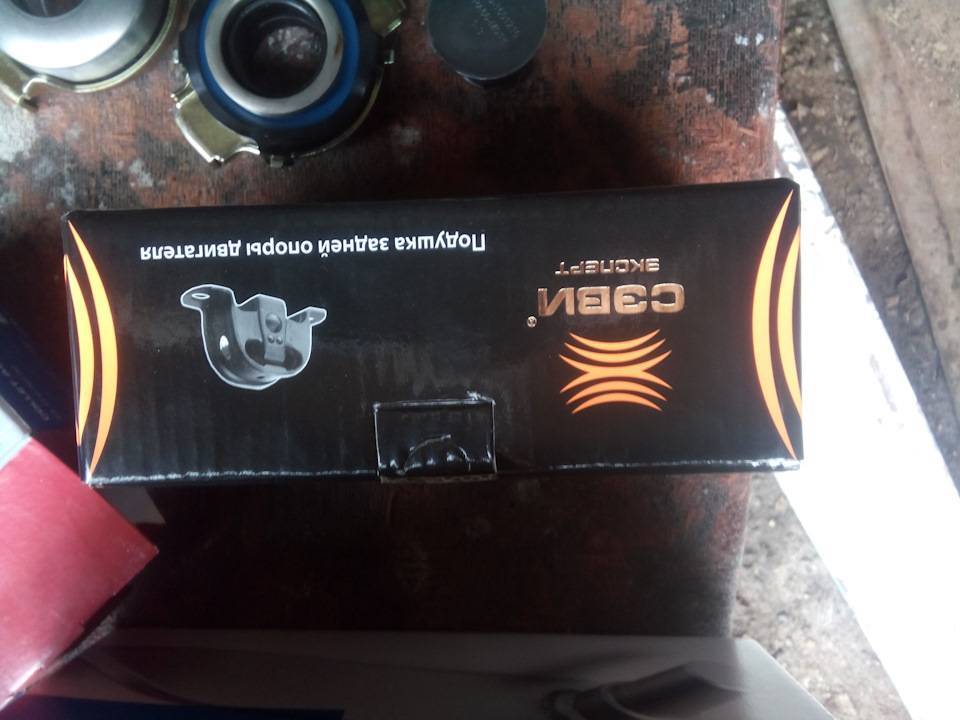 Подушка задней опоры двигателя
СЭВИ®
ЭКСПЕРТ